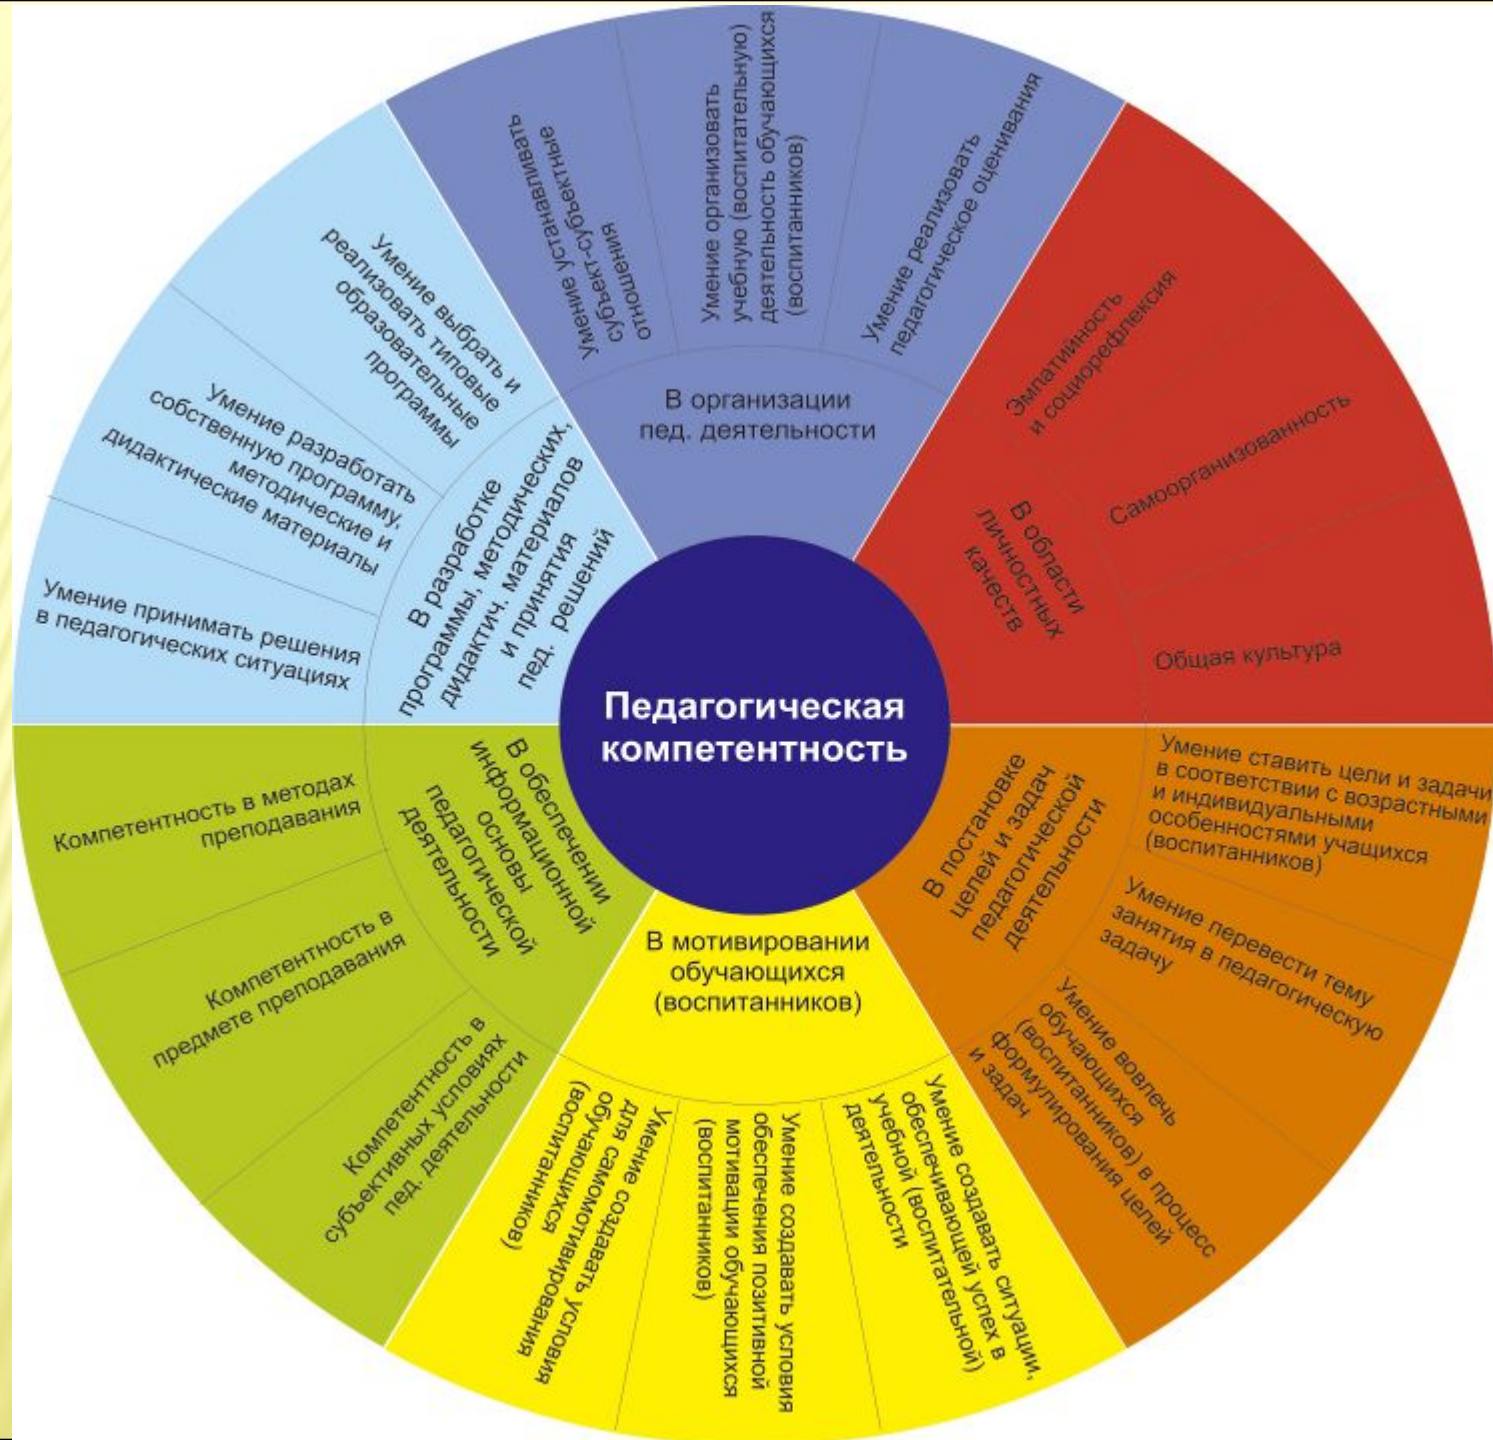 Педагогическая
компетентность
В организации
пед. деятельности
Умение устанавливать
субъект-субъектные
отношения
Умение организовать
учебную (воспитательную)
деятельность обучающихся
(воспитанников)
Умение реализовать
педагогическое оценивания
В области
личностных
качеств
Эмпатийность
и социорефлексия
Самоорганизованность
Общая культура
В постановке
целей и задач
педагогической
деятельности
Умение ставить цели и задачи
в соответствии с возрастными
и индивидуальными
особенностями учащихся
(воспитанников)
Умение перевести тему
занятия в педагогическую
задачу
Умение вовлечь
обучающихся
(воспитанников) в процесс
формулирования целей
и задач
В мотивировании
обучающихся
(воспитанников)
Умение создавать ситуации,
обеспечивающей успех в
учебной (воспитательной)
деятельности
Умение создавать условия
обеспечения позитивной
мотивации обучающихся
(воспитанников)
Умение создавать условия
для самомотивирования
обучающихся
(воспитанников)
В обеспечении
информационной
основы
педагогической
деятельности
Компетентность в
субъективных условиях
пед. деятельности
Компетентность в
предмете преподавания
Компетентность в методах
преподавания
В разработке
программы, методических,
дидактич. материалов
и принятия
пед. решений
Умение принимать решения
в педагогических ситуациях
Умение разработать
собственную программу,
методические и
дидактические материалы
Умение выбрать и
реализовать типовые
образовательные
программы